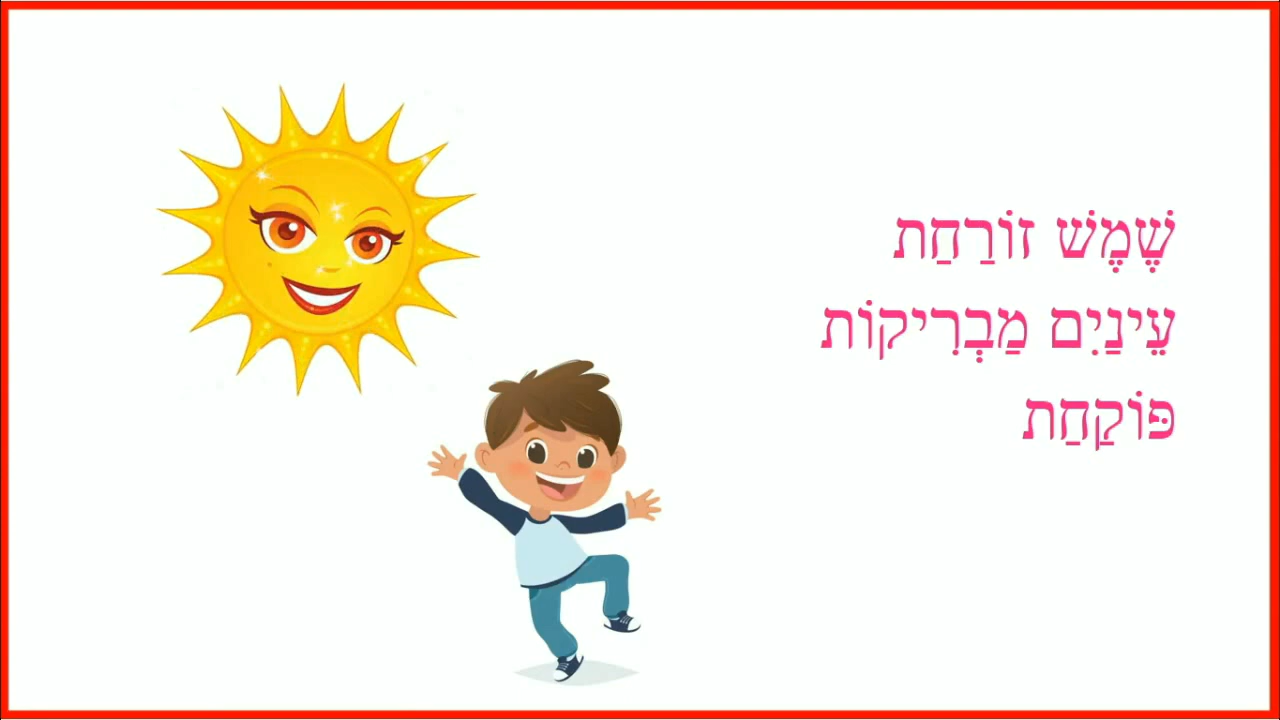 שֶׁמֶשׁ זוֹרַחַת
עֵינַיִם מַבְרִיקוֹת
פּוֹקַחַת